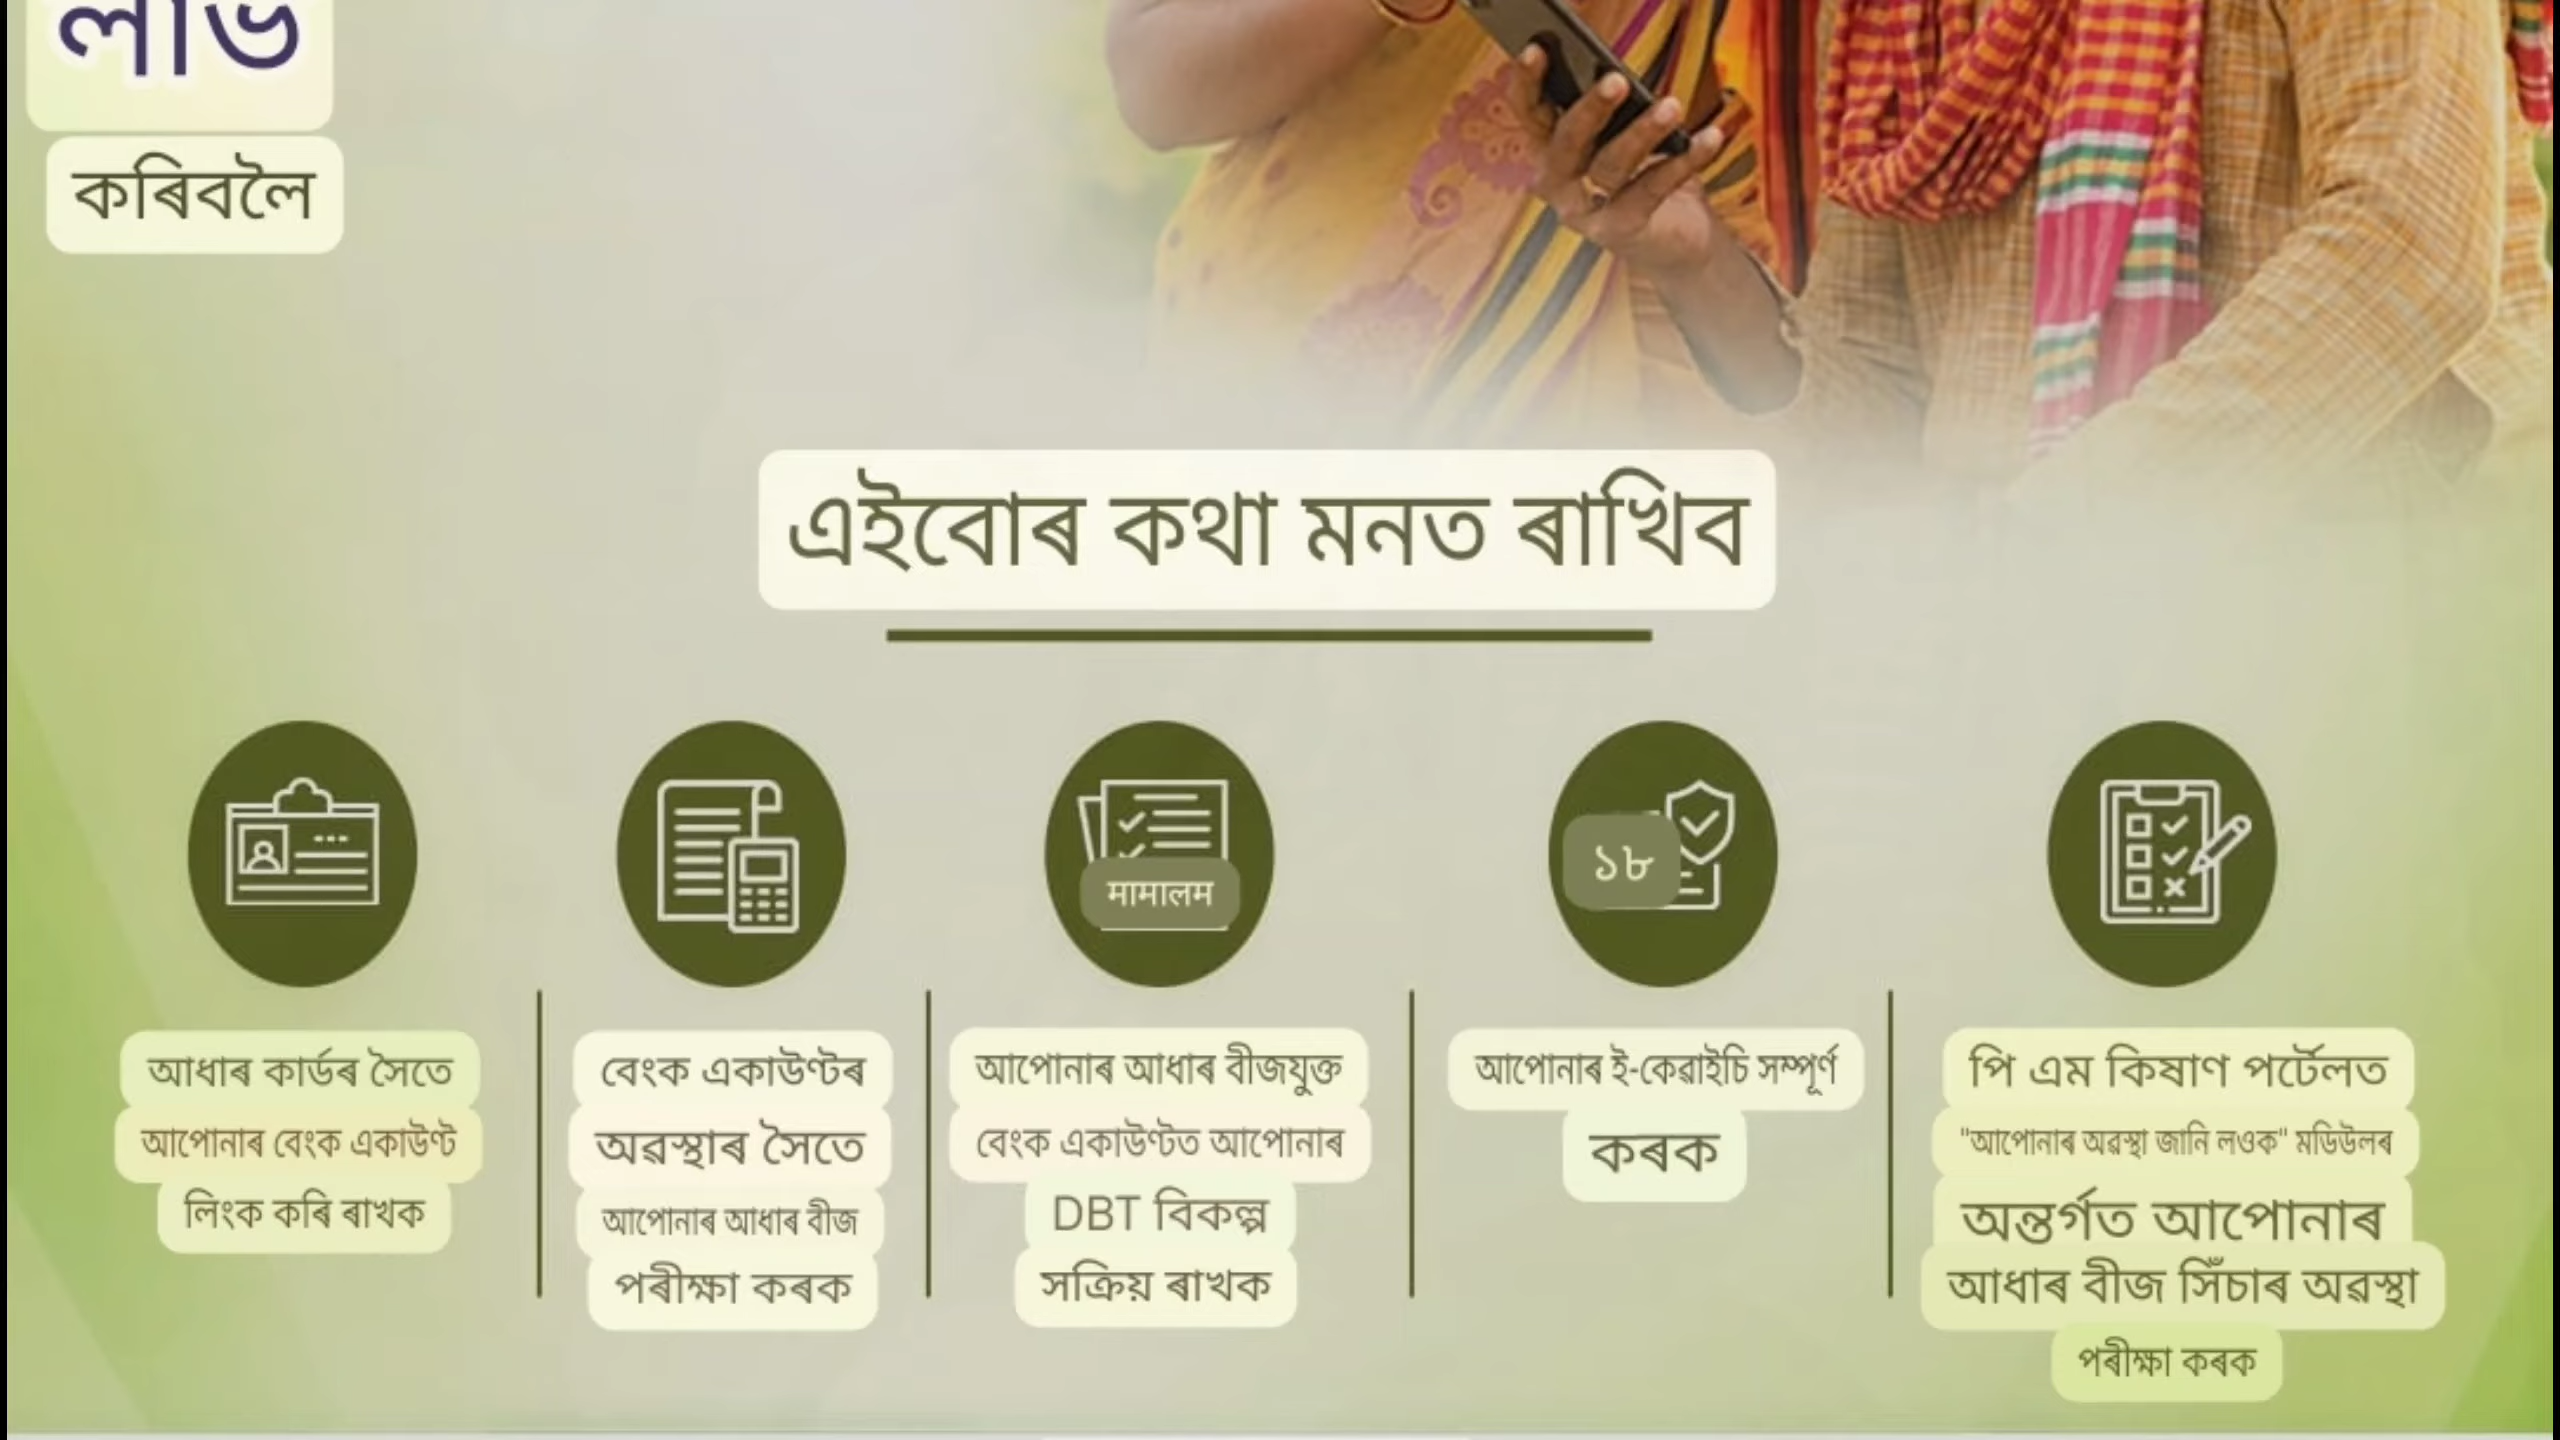 লাভ
কৰিবলৈ
এইবোৰ কথা মনত ৰাখিব
মামালম
১৮
আধাৰ কাৰ্ডৰ সৈতে
আপোনাৰ বেংক একাউণ্ট
লিংক কৰি ৰাখক
বেংক একাউণ্টৰ
অৱস্থাৰ সৈতে
আপোনাৰ আধাৰ বীজ
পৰীক্ষা কৰক
আপোনাৰ আধাৰ বীজযুক্ত
বেংক একাউণ্টত আপোনাৰ
DBT বিকল্প
সক্ৰিয় ৰাখক
আপোনাৰ ই-কেৱাইচি সম্পূৰ্ণ
কৰক
পি এম কিষাণ পৰ্টেলত
"আপোনাৰ অৱস্থা জানি লওক" মডিউলৰ
অন্তৰ্গত আপোনাৰ
আধাৰ বীজ সিঁচাৰ অৱস্থা
পৰীক্ষা কৰক